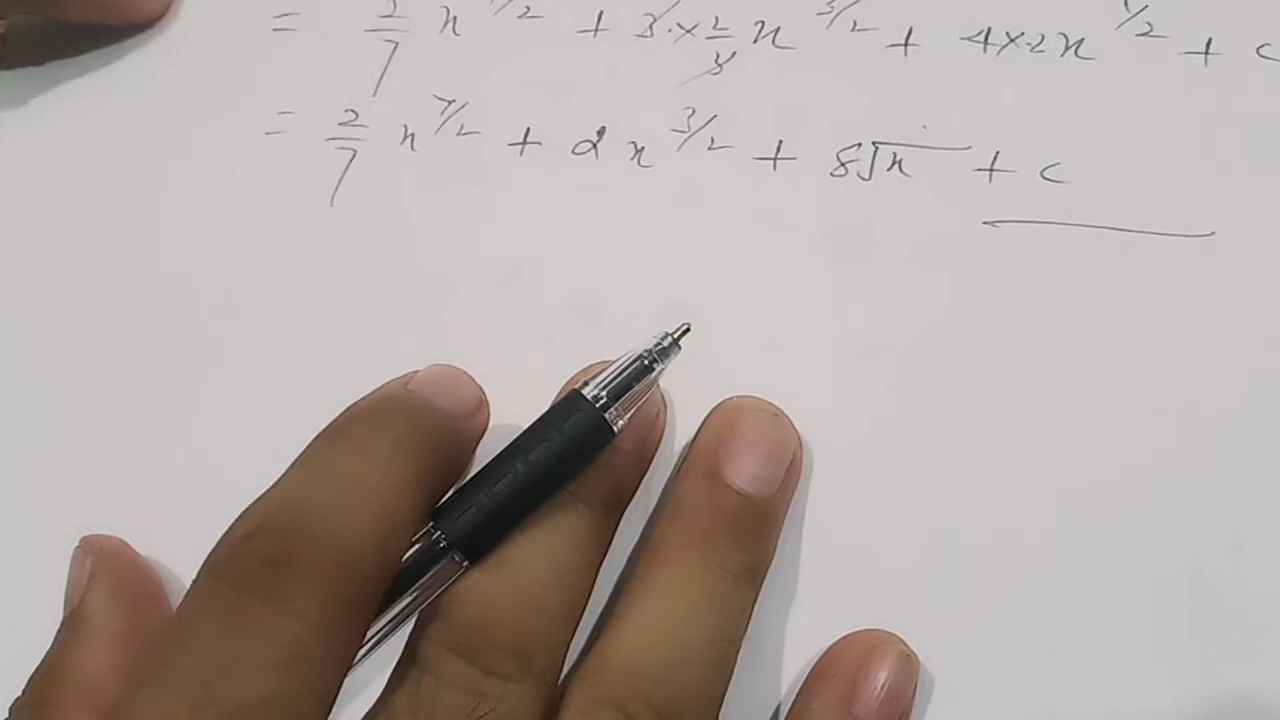 = 2/7 x^7/2 + 3 × 2/3 x^3/2 + 4×2x^1/2 + c
= 2/7 x^7/2 + 2x^3/2 + 8√x + c